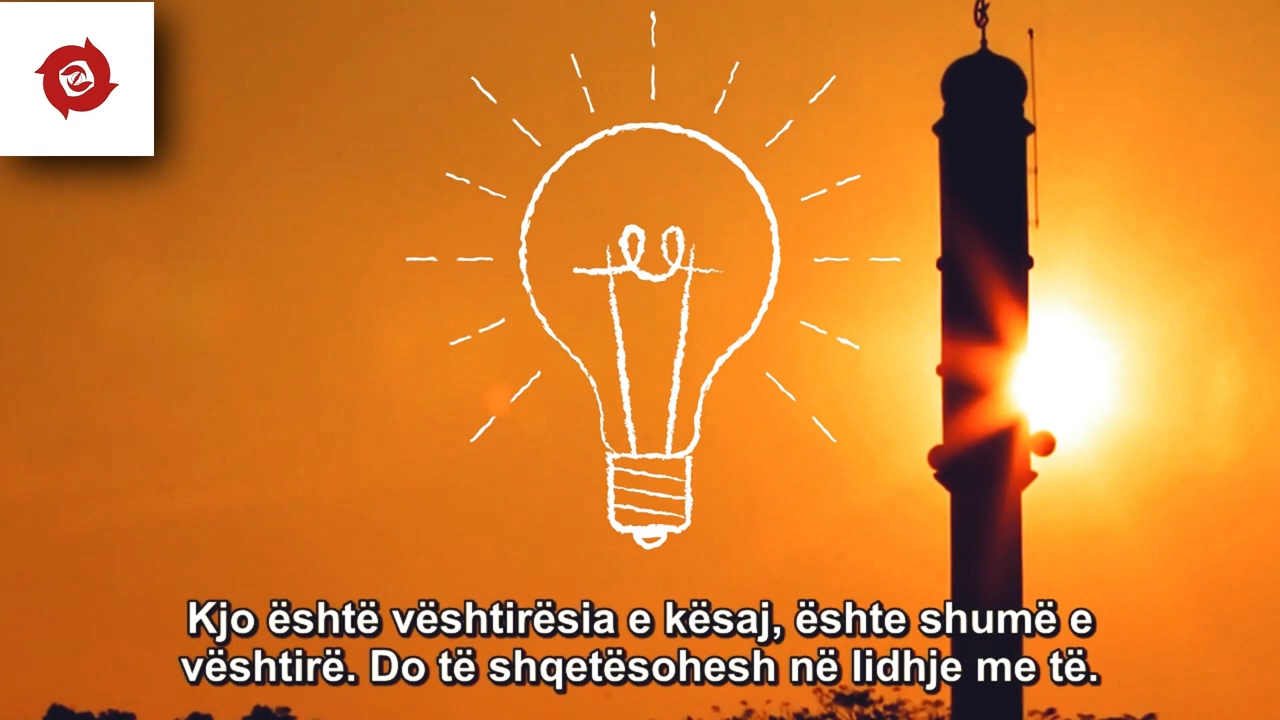 Kjo është vështirësia e kësaj, ështe shumë e
vështirë. Do të shqetësohesh në lidhje me të.